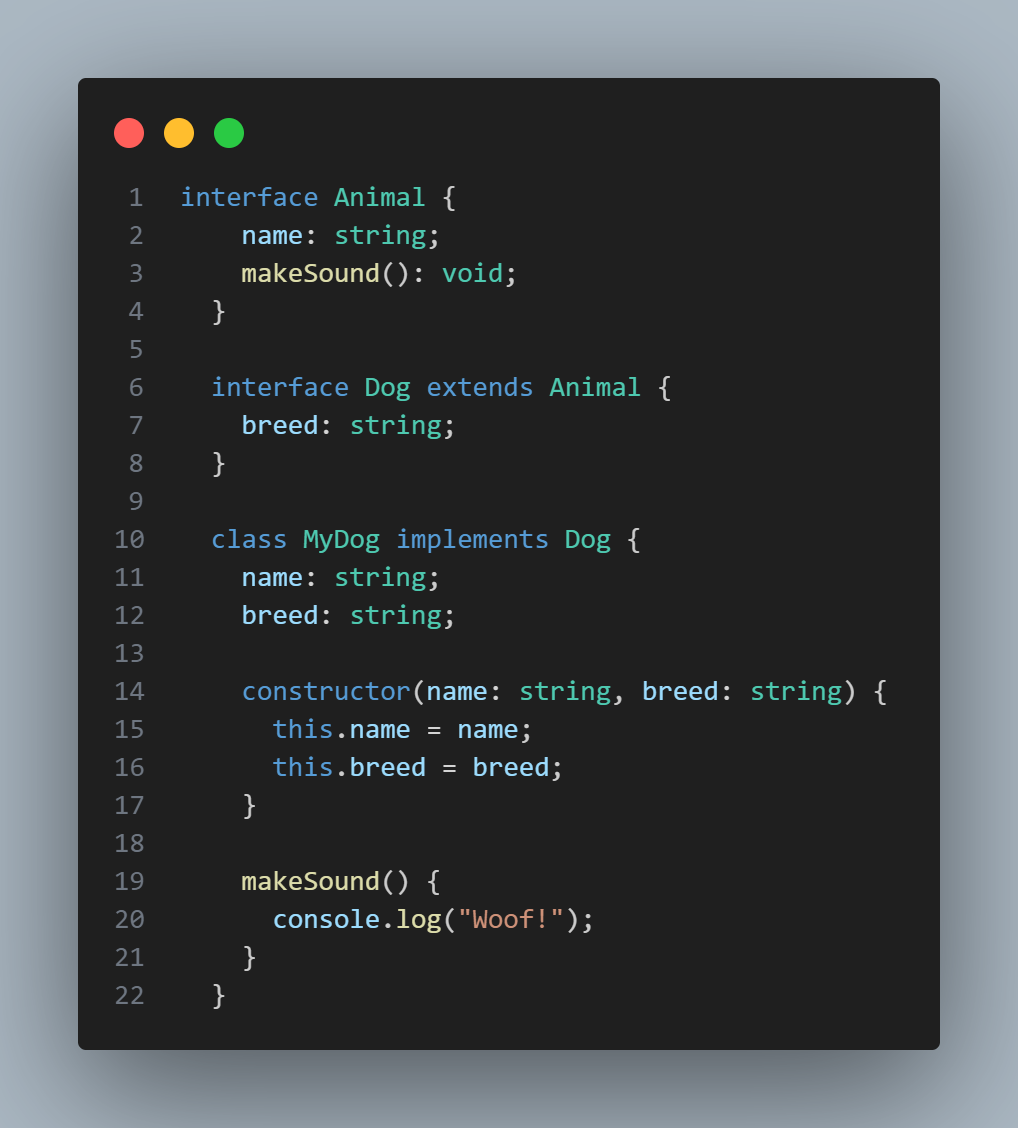 1 interface Animal {
2     name: string;
3     makeSound(): void;
4   }
5
6   interface Dog extends Animal {
7     breed: string;
8   }
9
10   class MyDog implements Dog {
11     name: string;
12     breed: string;
13
14     constructor(name: string, breed: string) {
15       this.name = name;
16       this.breed = breed;
17     }
18
19     makeSound() {
20       console.log("Woof!");
21     }
22   }